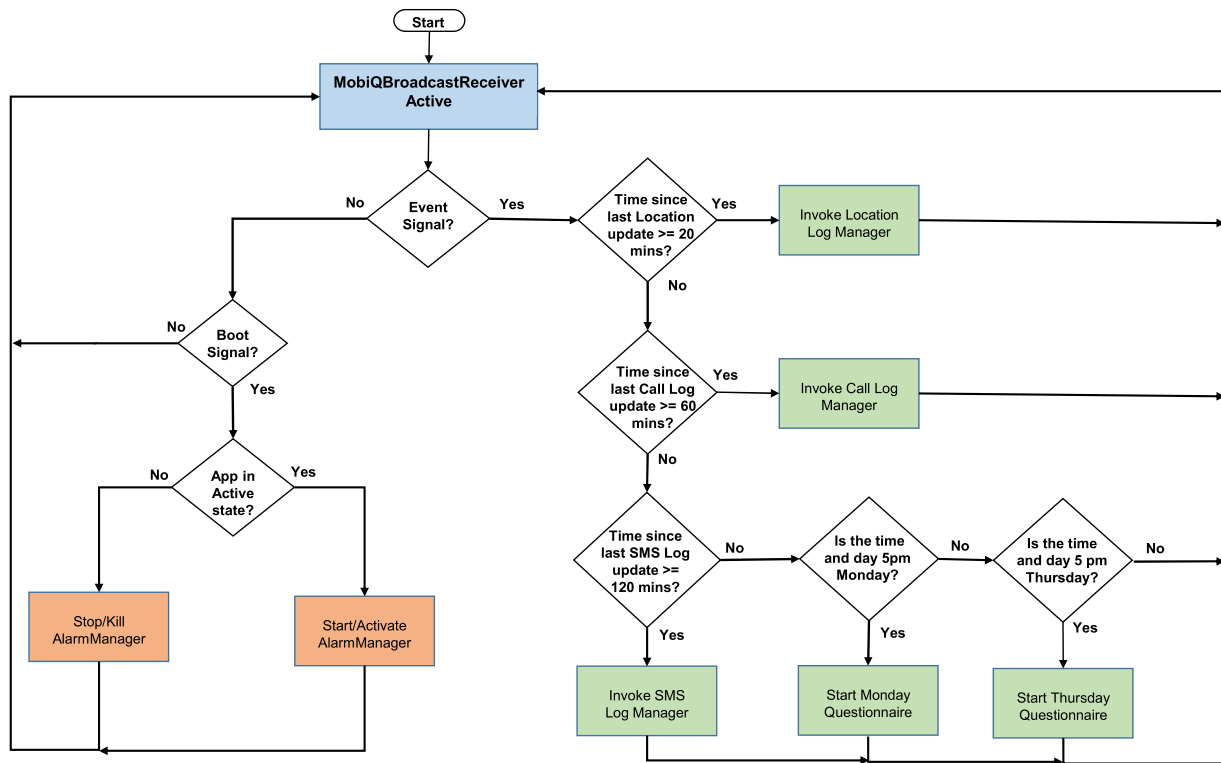 Start
MobiQBroadcastReceiver
Active
No
Event
Signal?
Yes
Time since
last Location
update >= 20
mins?
Yes
Invoke Location
Log Manager
No
No
Boot
Signal?
Yes
Time since
last Call Log
update >= 60
mins?
Yes
Invoke Call Log
Manager
No
No
App in
Active
state?
Yes
Time since
last SMS Log
update >=
120 mins?
No
Is the time
and day 5pm
Monday?
No
Is the time
and day 5 pm
Thursday?
No
Stop/Kill
AlarmManager
Start/Activate
AlarmManager
Yes
Yes
Yes
Invoke SMS
Log Manager
Start Monday
Questionnaire
Start Thursday
Questionnaire